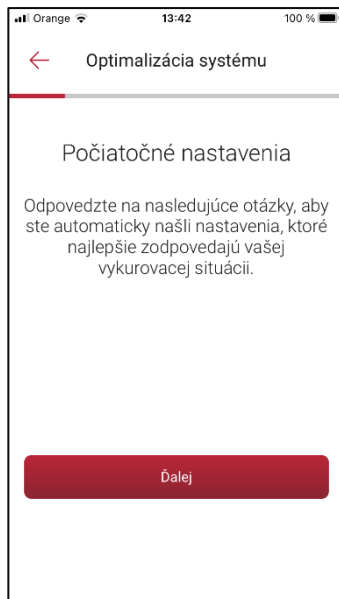 Orange 13:42 100 %
Optimalizácia systému
Počiatočné nastavenia
Odpovedzte na nasledujúce otázky, aby
ste automaticky našli nastavenia, ktoré
najlepšie zodpovedajú vašej
vykurovacej situácii.
Ďalej